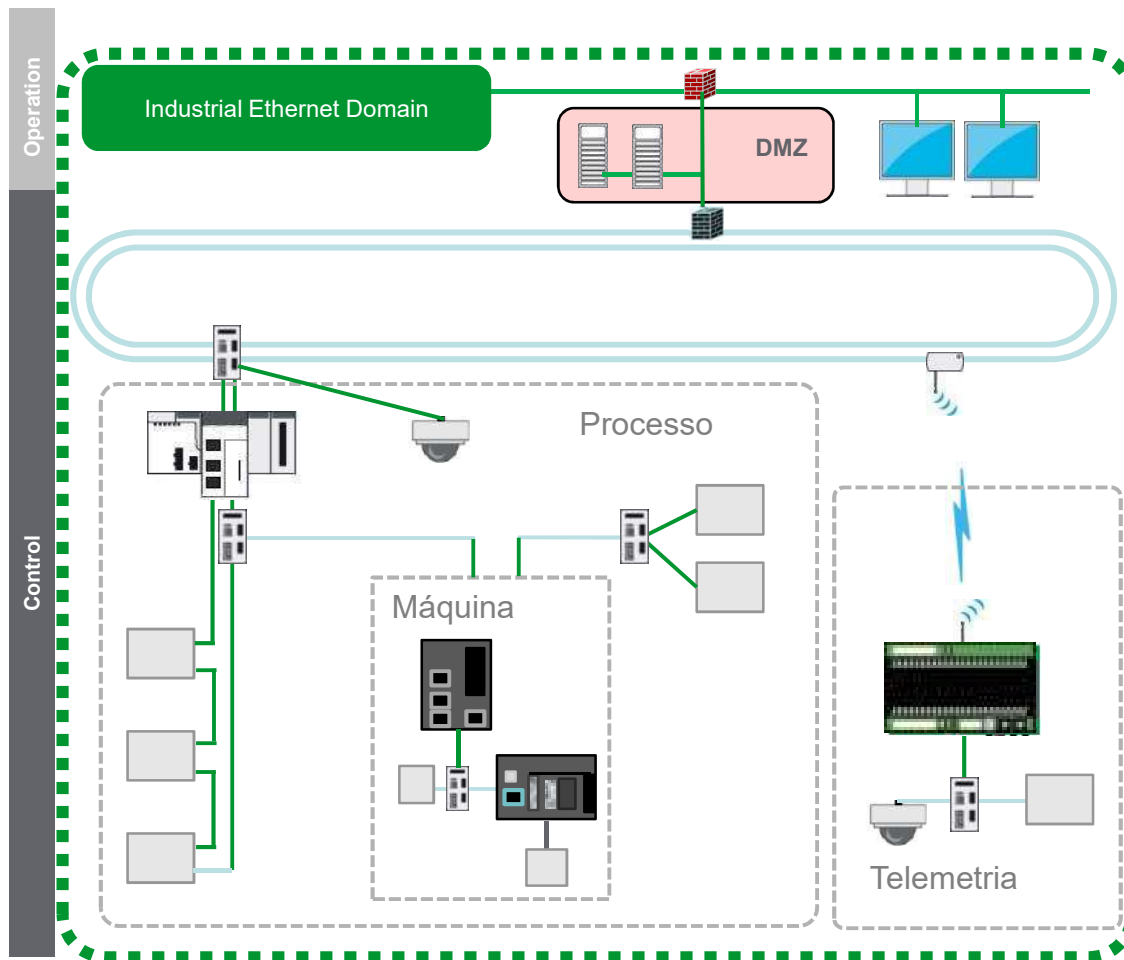 Operation
Industrial Ethernet Domain
DMZ
Control
Processo
Máquina
Telemetria